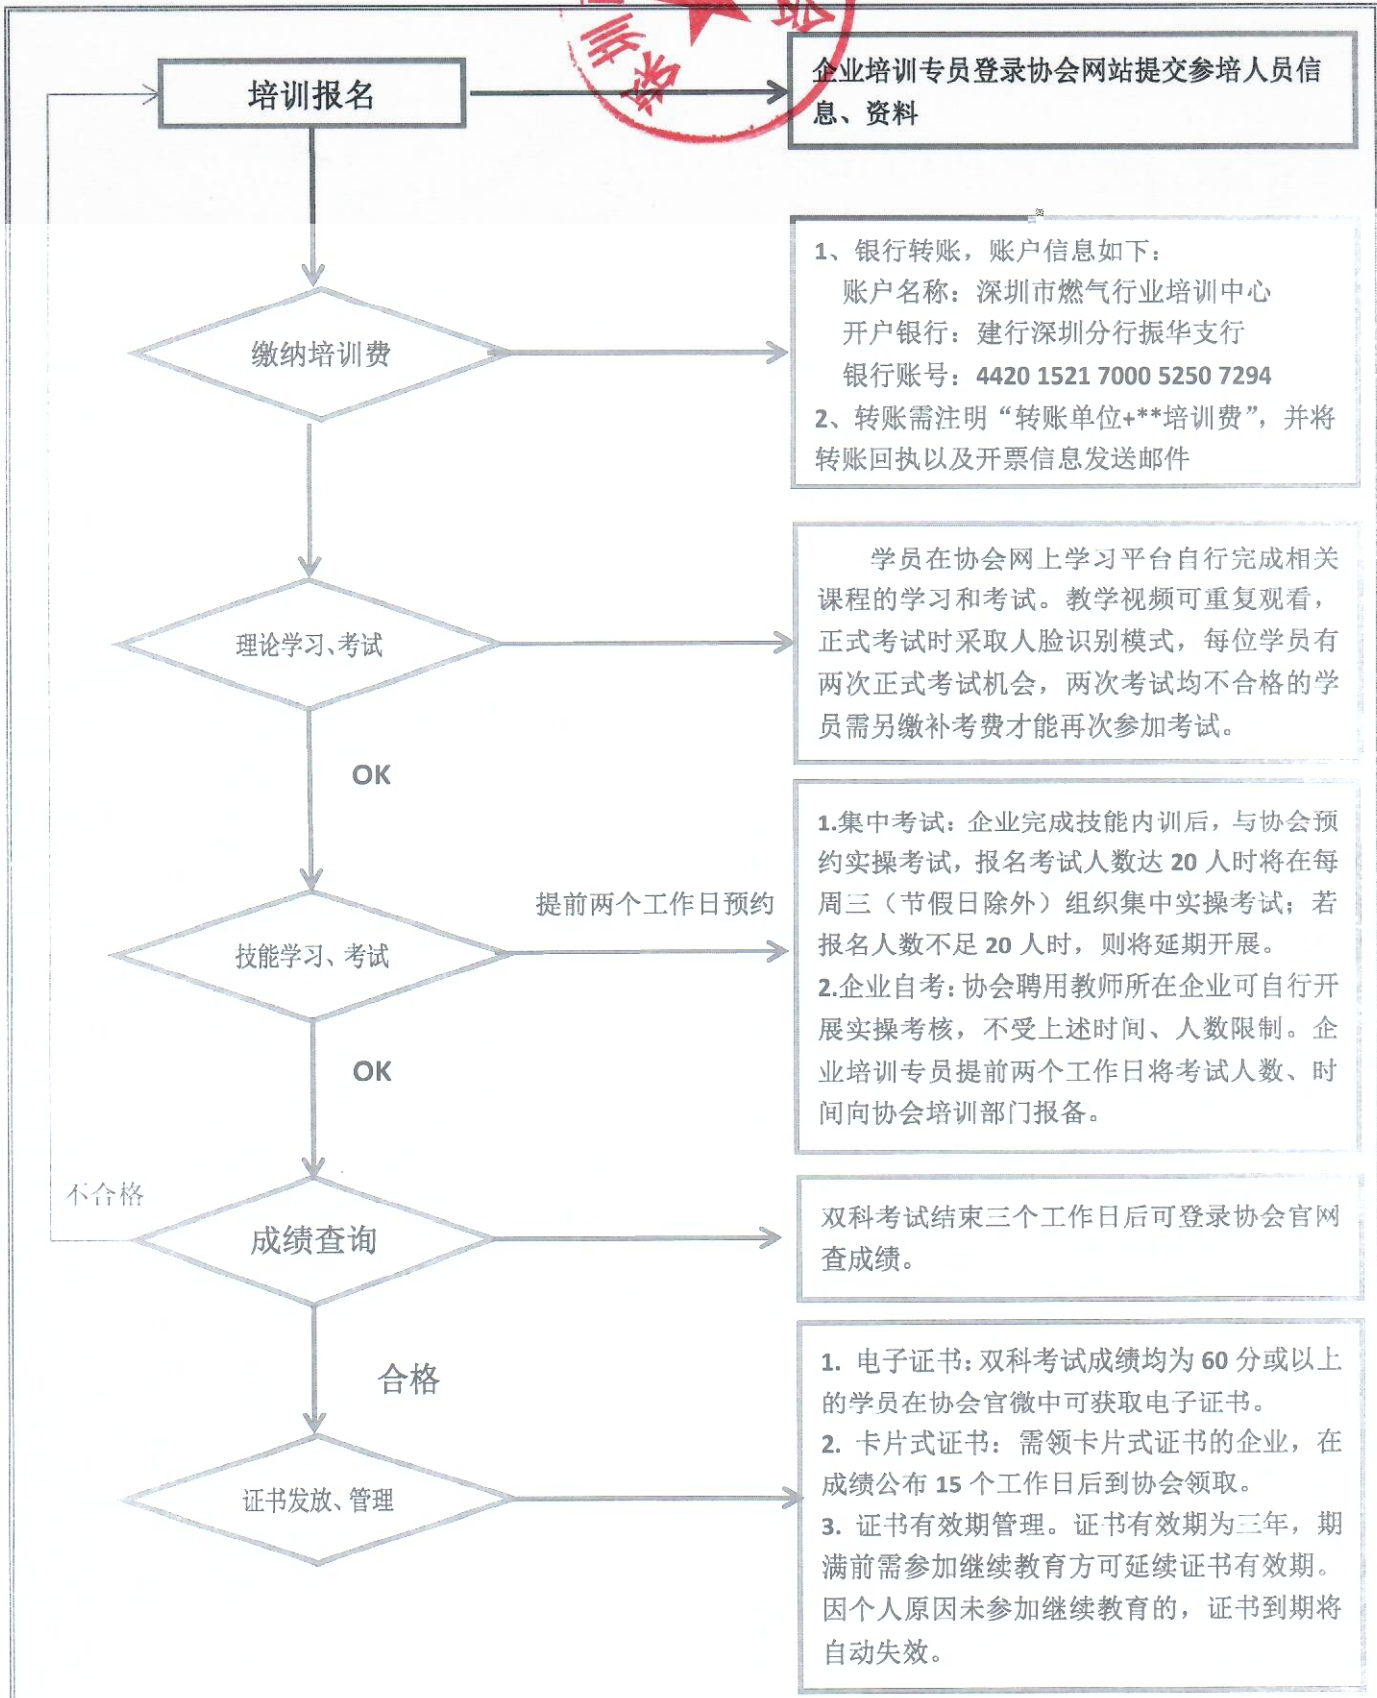 深圳
会
培训报名
企业培训专员登录协会网站提交参培人员信
息、资料
缴纳培训费
1、银行转账，账户信息如下：
账户名称：深圳市燃气行业培训中心
开户银行：建行深圳分行振华支行
银行账号：4420 1521 7000 5250 7294
2、转账需注明“转账单位+**培训费”，并将
转账回执以及开票信息发送邮件
理论学习、考试
学员在协会网上学习平台自行完成相关
课程的学习和考试。教学视频可重复观看，
正式考试时采取人脸识别模式，每位学员有
两次正式考试机会，两次考试均不合格的学
员需另缴补考费才能再次参加考试。
OK
技能学习、考试
提前两个工作日预约
1.集中考试：企业完成技能内训后，与协会预
约实操考试，报名考试人数达 20 人时将在每
周三（节假日除外）组织集中实操考试；若
报名人数不足 20 人时，则将延期开展。
2.企业自考：协会聘用教师所在企业可自行开
展实操考核，不受上述时间、人数限制。企
业培训专员提前两个工作日将考试人数、时
间向协会培训部门报备。
OK
不合格
成绩查询
双科考试结束三个工作日后可登录协会官网
查成绩。
合格
证书发放、管理
1. 电子证书：双科考试成绩均为 60 分或以上
的学员在协会官微中可获取电子证书。
2. 卡片式证书：需领卡片式证书的企业，在
成绩公布 15 个工作日后到协会领取。
3. 证书有效期管理。证书有效期为三年，期
满前需参加继续教育方可延续证书有效期。
因个人原因未参加继续教育的，证书到期将
自动失效。